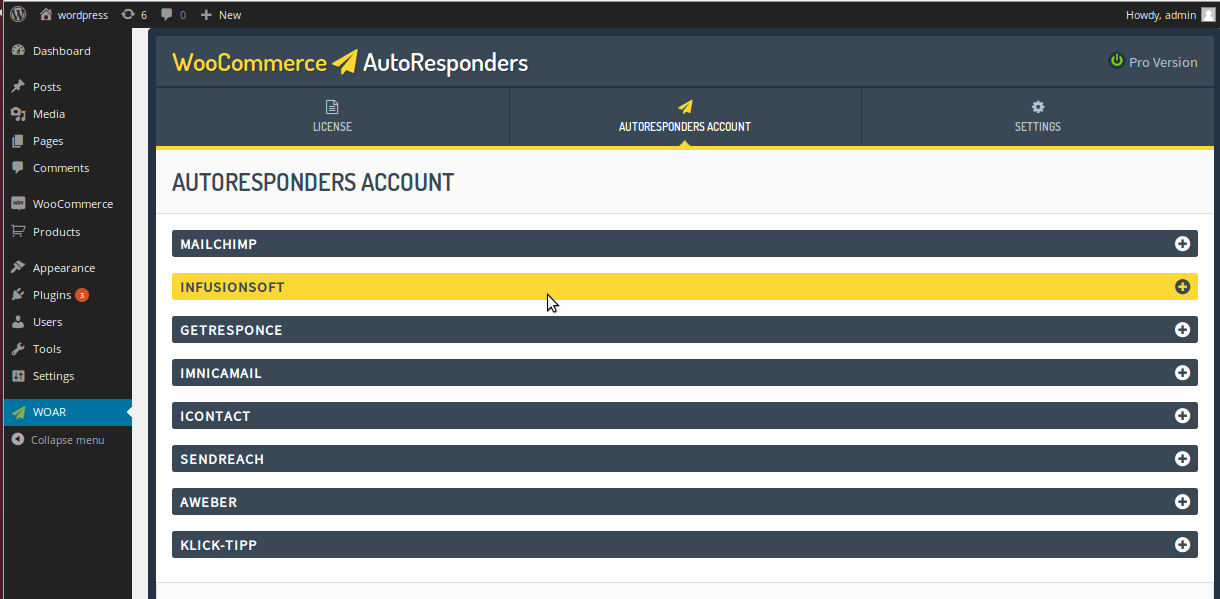 wordpress 6 0 New Howdy, admin
Dashboard
Posts
Media
Pages
Comments
WooCommerce
Products
Appearance
Plugins 3
Users
Tools
Settings
WOAR
Collapse menu
WooCommerce AutoResponders
Pro Version
LICENSE
AUTORESPONDERS ACCOUNT
SETTINGS
AUTORESPONDERS ACCOUNT
MAILCHIMP
INFUSIONSOFT
GETRESPONCE
IMNICAMAIL
ICONTACT
SENDREACH
AWEBER
KLICK-TIPP